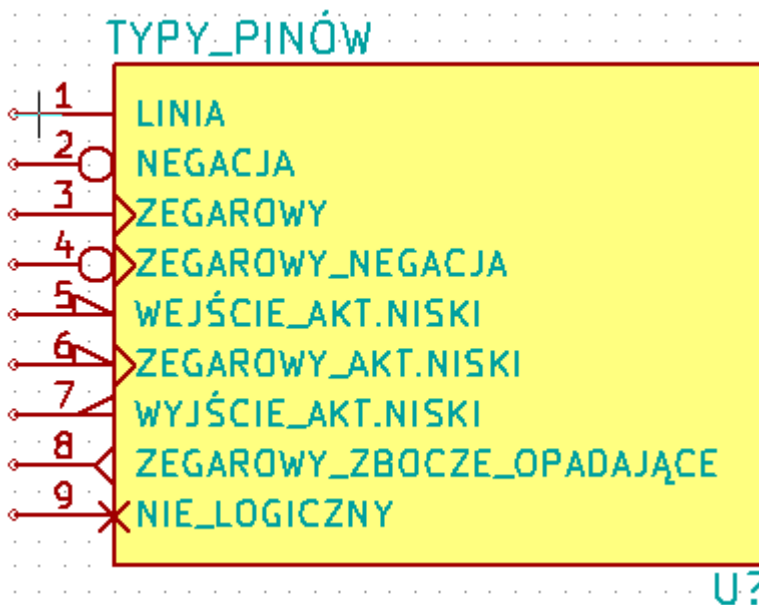 TYPY_PINÓW
1 LINIA
2 NEGACJA
3 ZEGAROWY
4 ZEGAROWY_NEGACJA
5 WEJŚCIE_AKT.NISKI
6 ZEGAROWY_AKT.NISKI
7 WYJŚCIE_AKT.NISKI
8 ZEGAROWY_ZBOCZE_OPADAJĄCE
9 NIE_LOGICZNY
U?